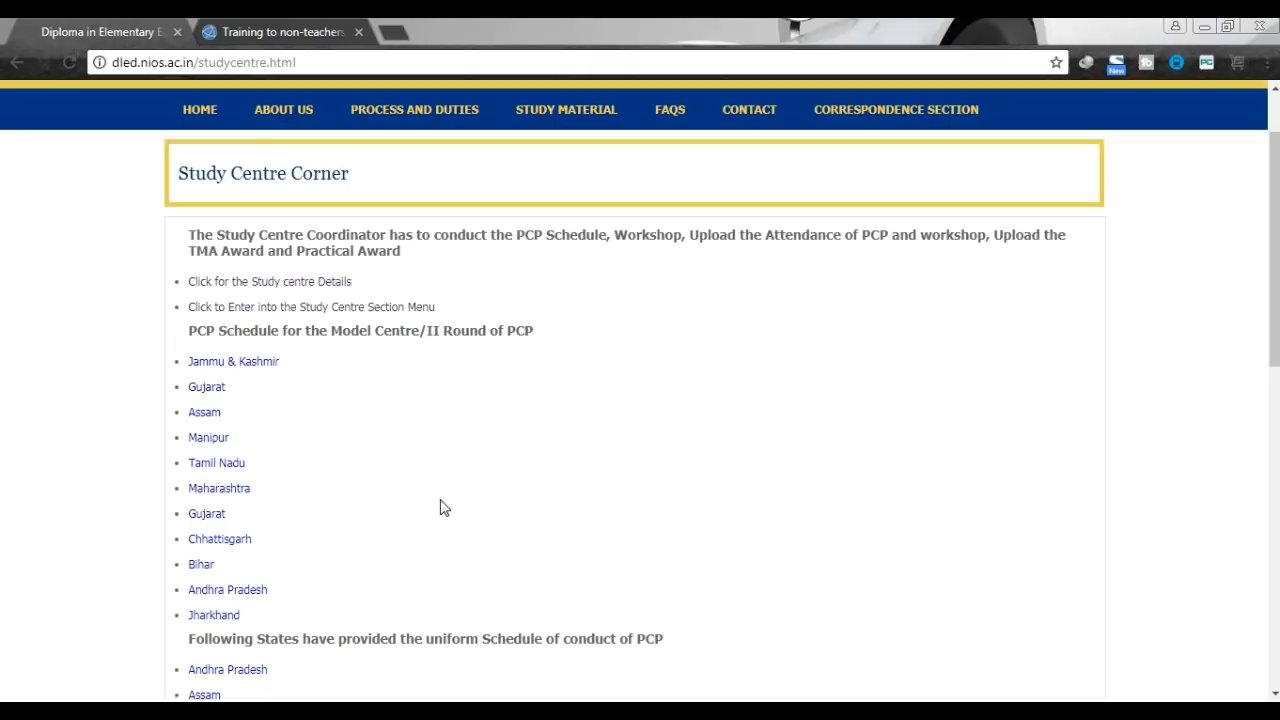 Diploma in Elementary E
Training to non-teachers
dled.nios.ac.in/studycentre.html
New
PC
HOME ABOUT US PROCESS AND DUTIES STUDY MATERIAL FAQS CONTACT CORRESPONDENCE SECTION
Study Centre Corner
The Study Centre Coordinator has to conduct the PCP Schedule, Workshop, Upload the Attendance of PCP and workshop, Upload the
TMA Award and Practical Award
Click for the Study centre Details
Click to Enter into the Study Centre Section Menu
PCP Schedule for the Model Centre/II Round of PCP
Jammu & Kashmir
Gujarat
Assam
Manipur
Tamil Nadu
Maharashtra
Gujarat
Chhattisgarh
Bihar
Andhra Pradesh
Jharkhand
Following States have provided the uniform Schedule of conduct of PCP
Andhra Pradesh
Assam